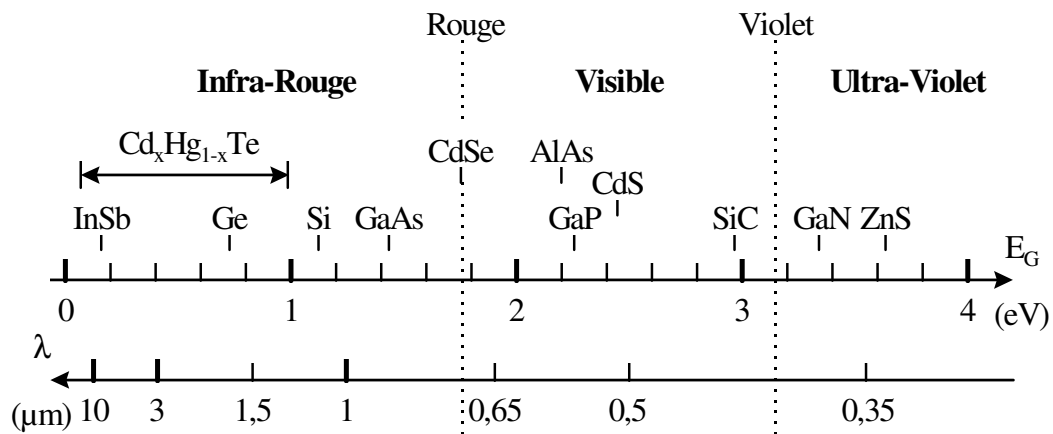 Rouge Violet
Infra-Rouge Visible Ultra-Violet
CdxHg1-xTe CdSe AlAs
CdS
InSb Ge Si GaAs GaP SiC GaN ZnS
EG
0 1 2 3 4 (eV)
λ
(µm) 10 3 1,5 1 0,65 0,5 0,35